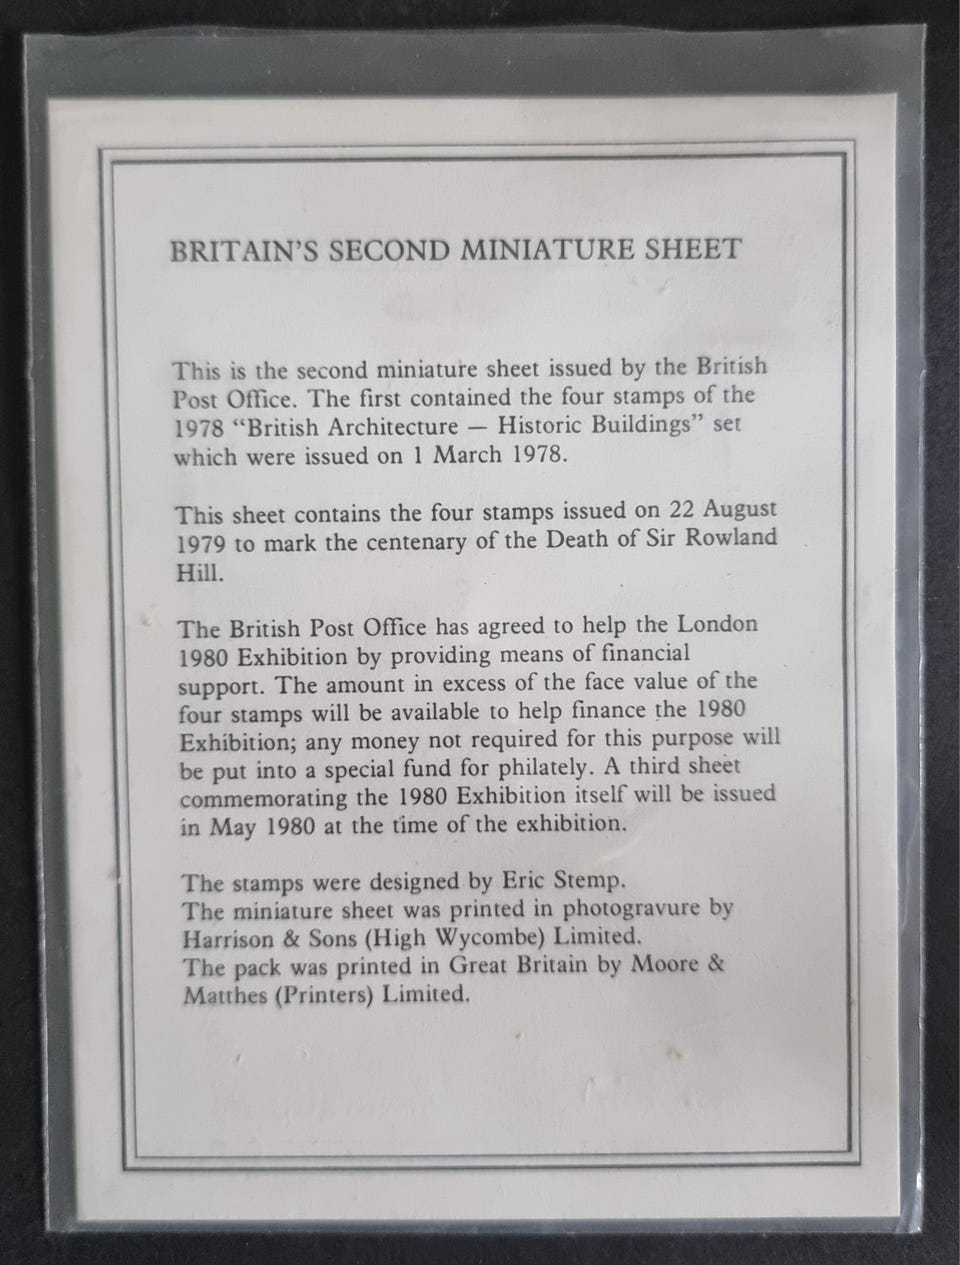 BRITAIN'S SECOND MINIATURE SHEET
This is the second miniature sheet issued by the British
Post Office. The first contained the four stamps of the
1978 “British Architecture — Historic Buildings” set
which were issued on 1 March 1978.
This sheet contains the four stamps issued on 22 August
1979 to mark the centenary of the Death of Sir Rowland
Hill.
The British Post Office has agreed to help the London
1980 Exhibition by providing means of financial
support. The amount in excess of the face value of the
four stamps will be available to help finance the 1980
Exhibition; any money not required for this purpose will
be put into a special fund for philately. A third sheet
commemorating the 1980 Exhibition itself will be issued
in May 1980 at the time of the exhibition.
The stamps were designed by Eric Stemp.
The miniature sheet was printed in photogravure by
Harrison & Sons (High Wycombe) Limited.
The pack was printed in Great Britain by Moore &
Matthes (Printers) Limited.